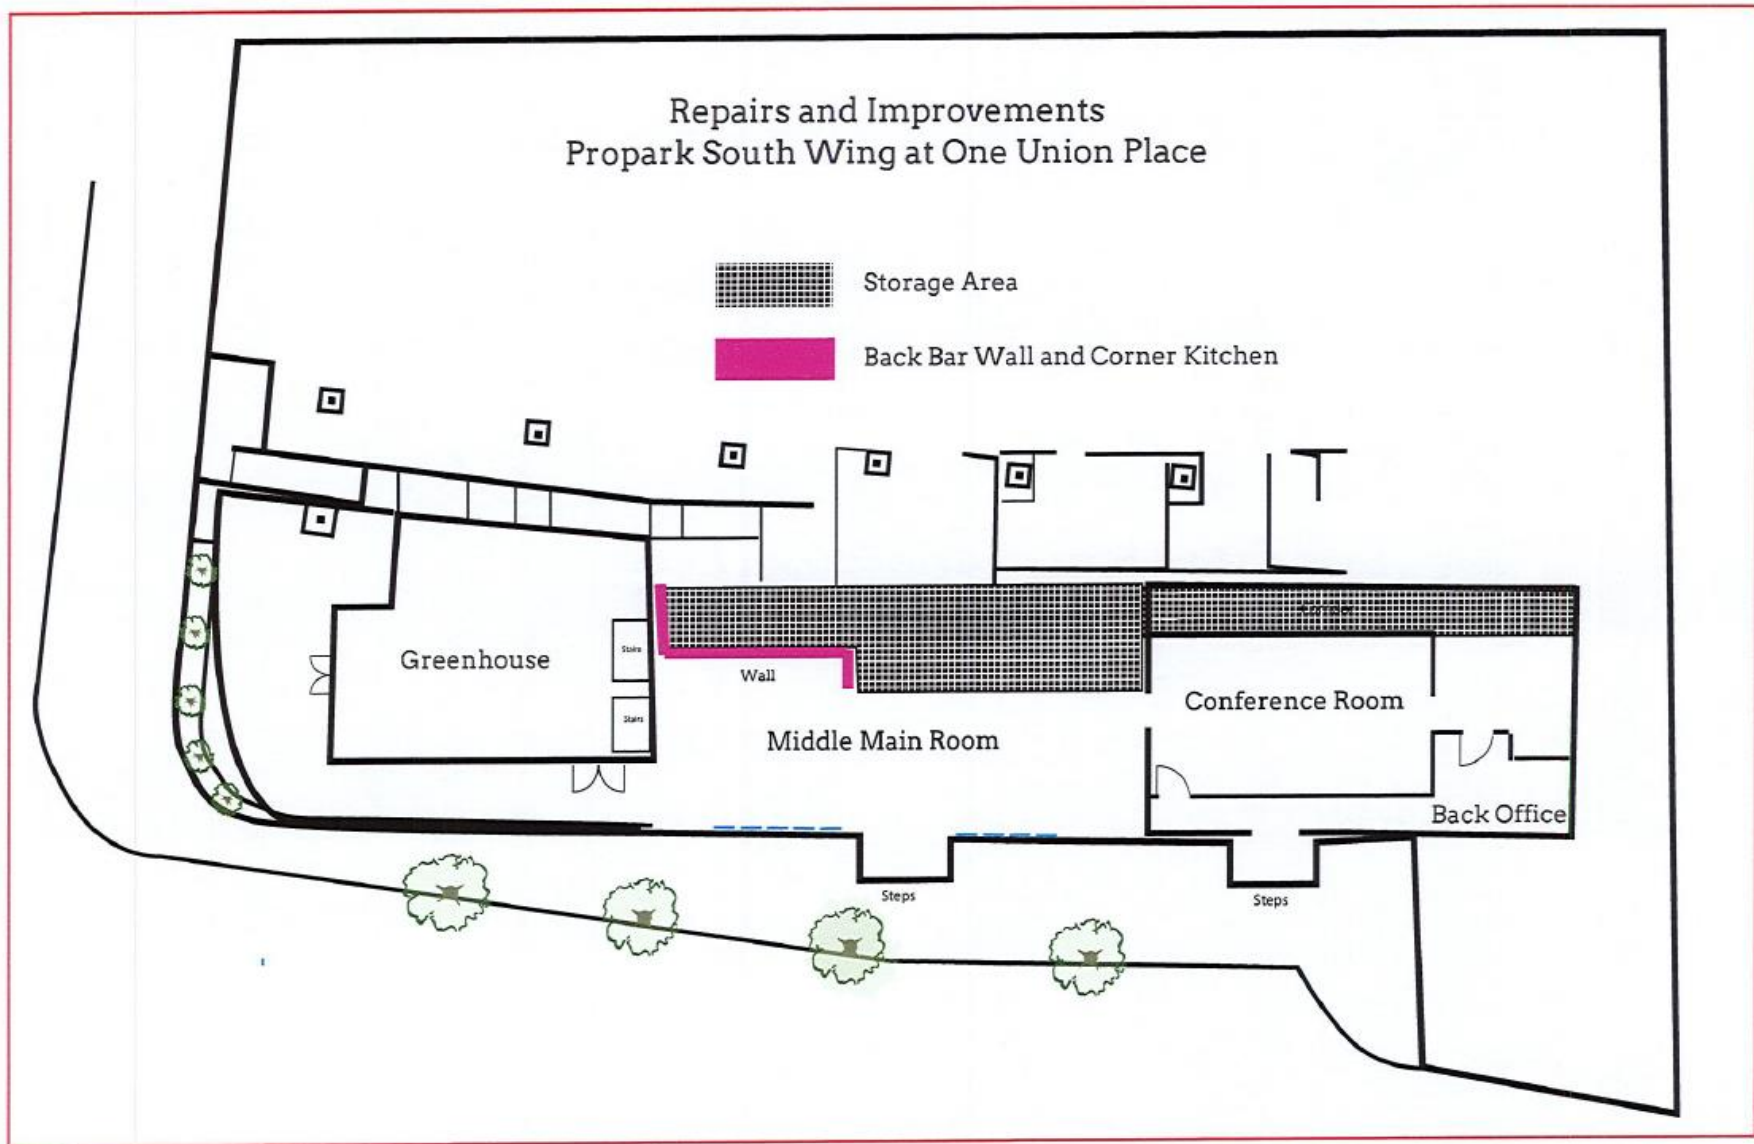 Repairs and Improvements
Propark South Wing at One Union Place
Storage Area
Back Bar Wall and Corner Kitchen
Greenhouse
Stairs
Stairs
Wall
Middle Main Room
Conference Room
Back Office
Steps
Steps